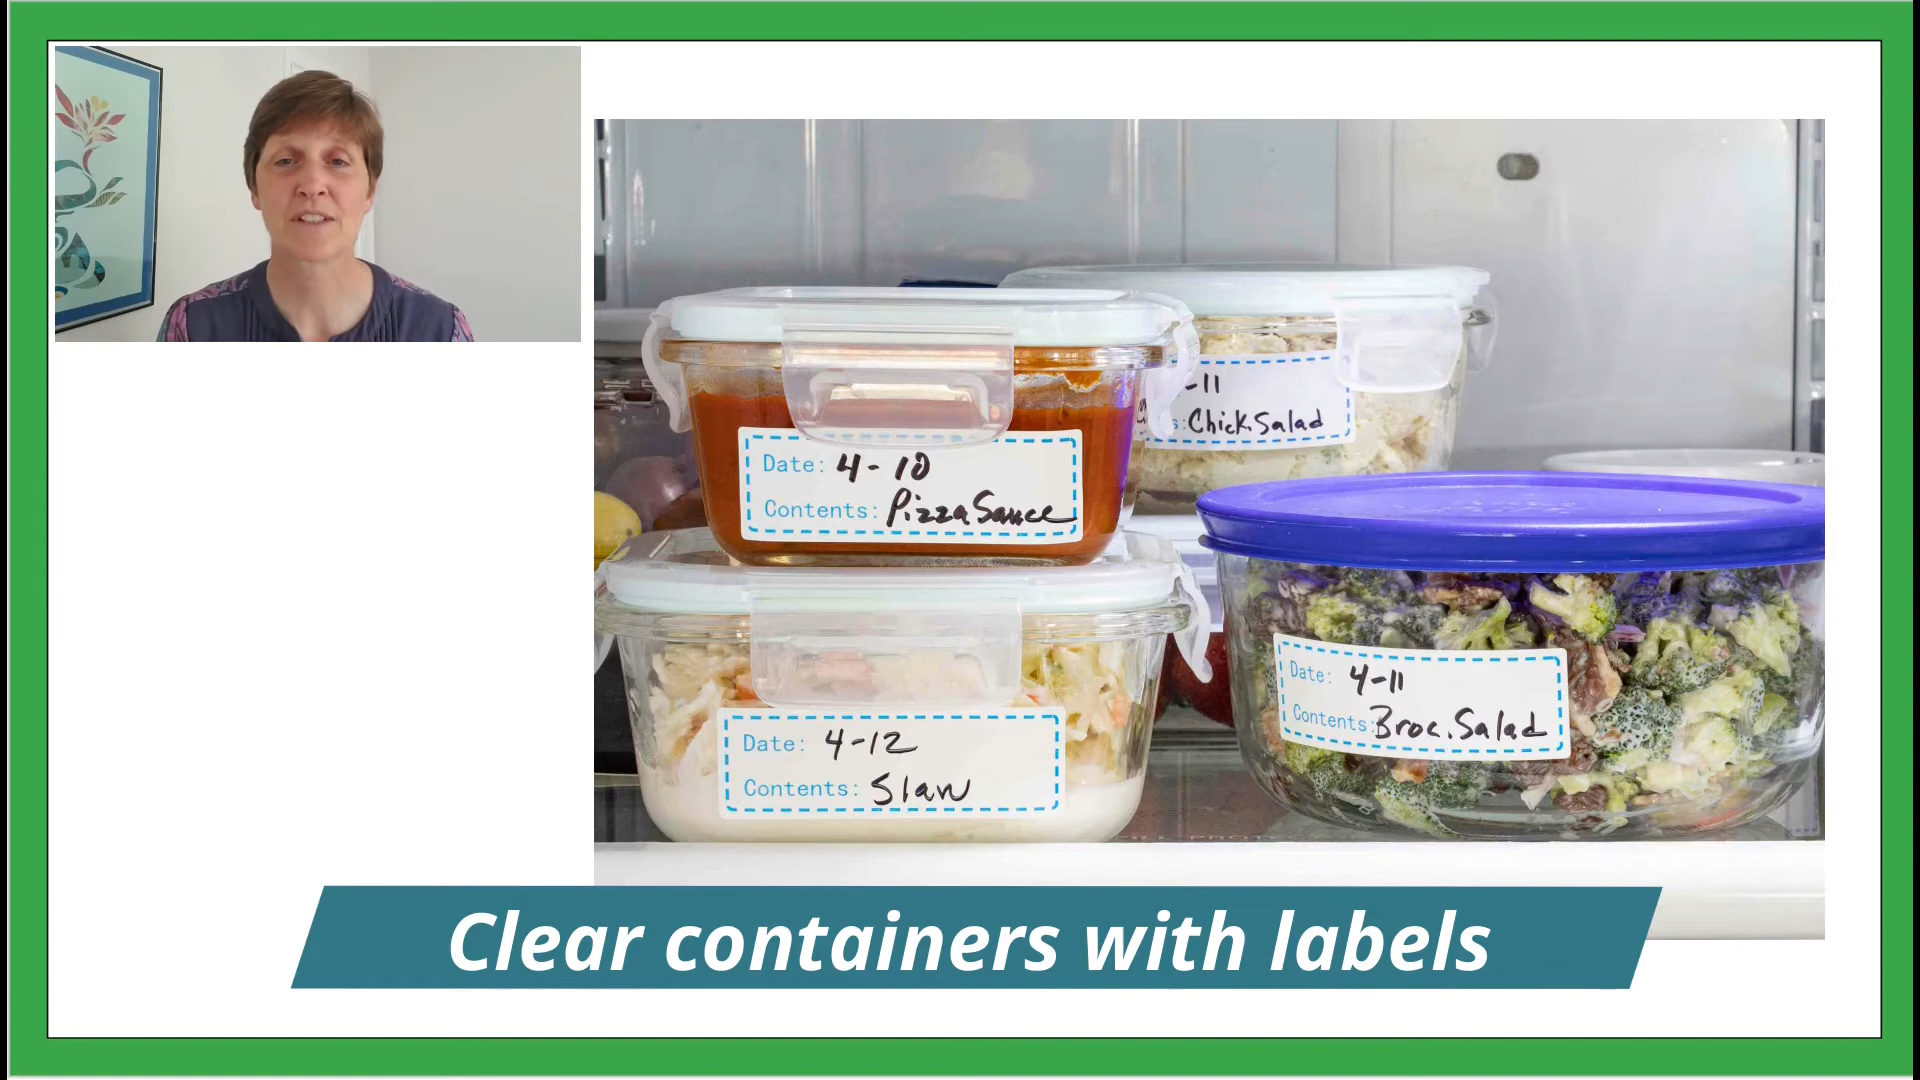 -11
s: Chick. Salad
Date: 4-10
Contents: Pizza Sauce
Date: 4-11
Contents: Broc. Salad
Date: 4-12
Contents: Slaw
Clear containers with labels